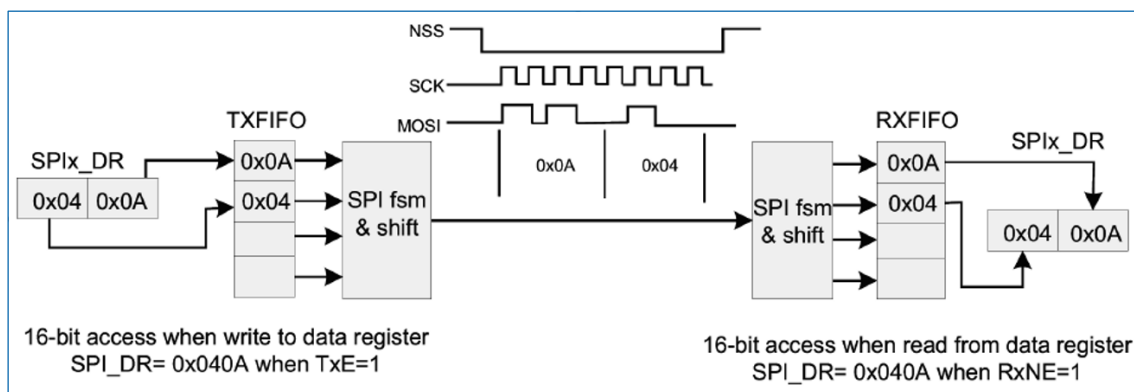 NSS
SCK
MOSI
TXFIFO
RXFIFO
SPIx_DR
SPIx_DR
0x04 0x0A
0x0A
0x04
SPI fsm
& shift
0x0A 0x04
SPI fsm
& shift
0x0A
0x04
0x04 0x0A
16-bit access when write to data register
SPI_DR= 0x040A when TxE=1
16-bit access when read from data register
SPI_DR= 0x040A when RxNE=1